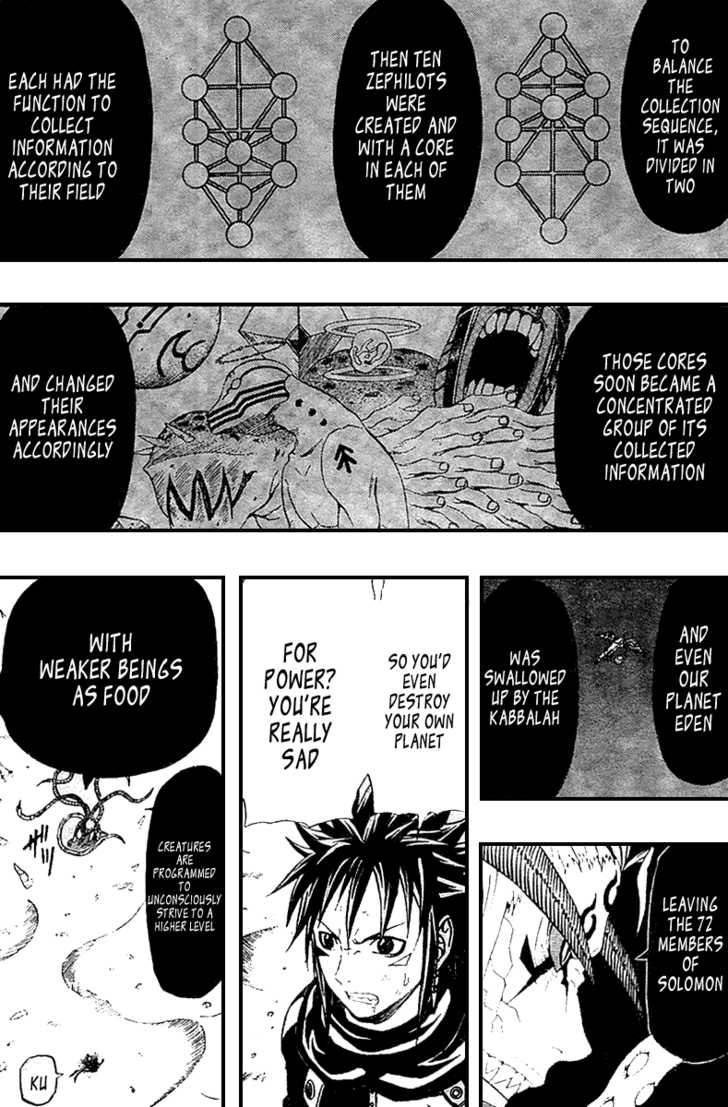 TO
BALANCE
THE
COLLECTION
SEQUENCE,
IT WAS
DIVIDED IN
TWO
THEN TEN
ZEPHILOTS
WERE
CREATED AND
WITH A CORE
IN EACH OF
THEM
EACH HAD THE
FUNCTION TO
COLLECT
INFORMATION
ACCORDING TO
THEIR FIELD
THOSE CORES
SOON BECAME A
CONCENTRATED
GROUP OF ITS
COLLECTED
INFORMATION
AND CHANGED
THEIR
APPEARANCES
ACCORDINGLY
AND
EVEN
OUR
PLANET
EDEN
WAS
SWALLOWED
UP BY THE
KABBALAH
LEAVING
THE 72
MEMBERS
OF
SOLOMON
SO YOU'D
EVEN
DESTROY
YOUR OWN
PLANET
FOR
POWER?
YOU'RE
REALLY
SAD
WITH
WEAKER BEINGS
AS FOOD
CREATURES
ARE
PROGRAMMED
TO
UNCONSCIOUSLY
STRIVE TO A
HIGHER LEVEL
KU